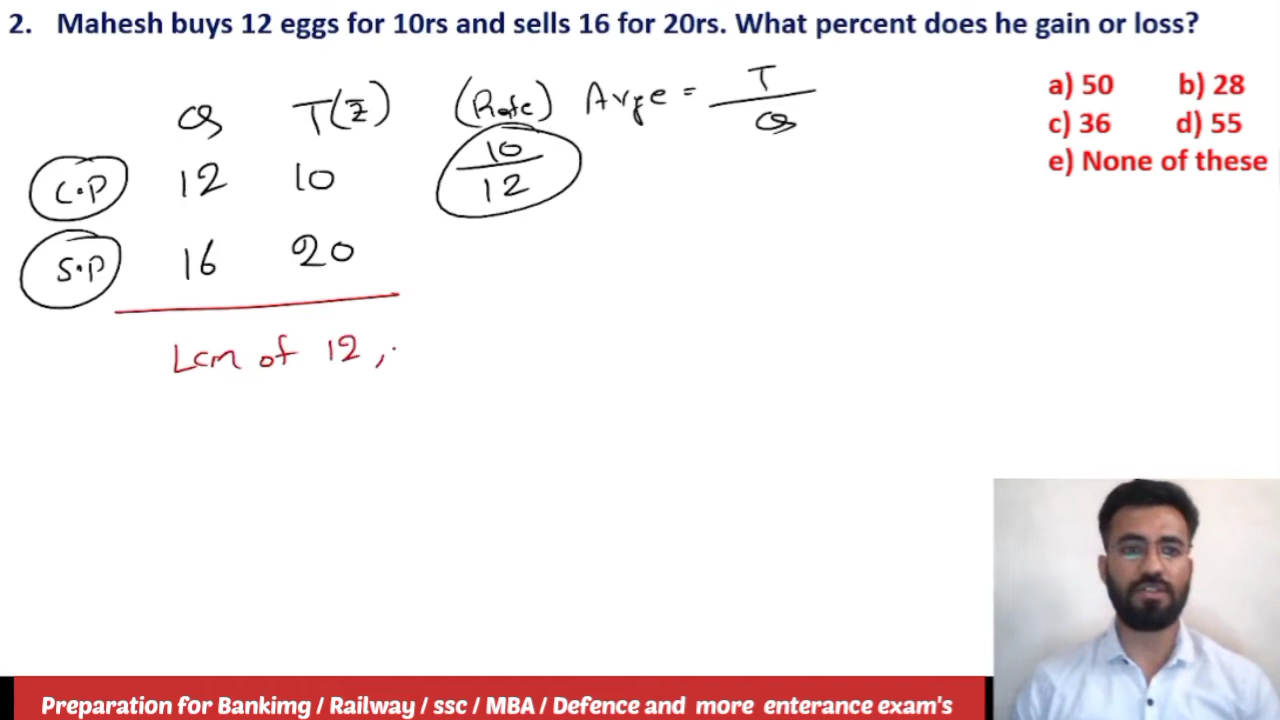 2. Mahesh buys 12 eggs for 10rs and sells 16 for 20rs. What percent does he gain or loss?
a) 50 b) 28
c) 36 d) 55
e) None of these
Q T(₹) (Rate) Avge = T/Q
C.P 12 10 10/12
S.P 16 20
Lcm of 12 ,
Preparation for Bankimg / Railway / ssc / MBA / Defence and more enterance exam's